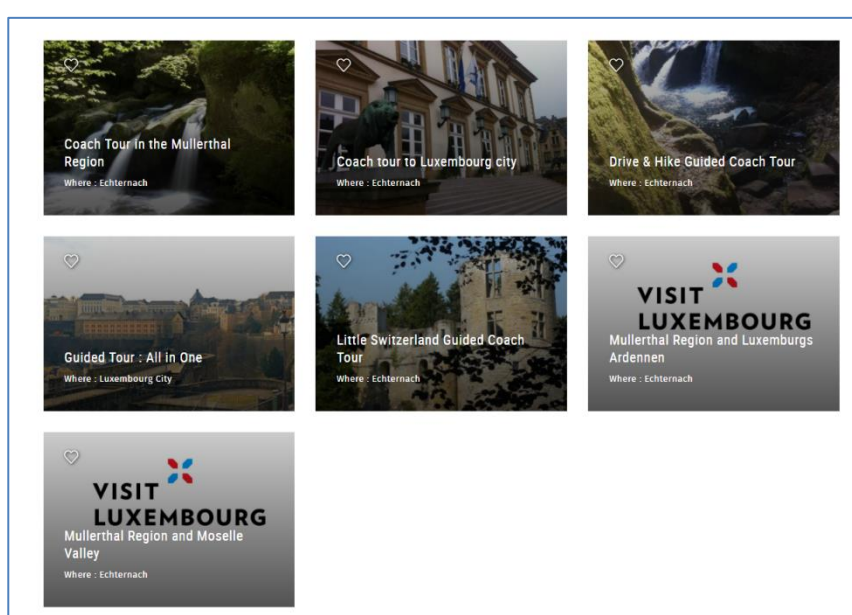 Coach Tour in the Mullerthal
Region
Where : Echternach
Coach tour to Luxembourg city
Where : Echternach
Drive & Hike Guided Coach Tour
Where : Echternach
Guided Tour : All in One
Where : Luxembourg City
Little Switzerland Guided Coach
Tour
Where : Echternach
VISIT
LUXEMBOURG
Mullerthal Region and Luxemburgs
Ardennen
Where : Echternach
VISIT
LUXEMBOURG
Mullerthal Region and Moselle
Valley
Where : Echternach